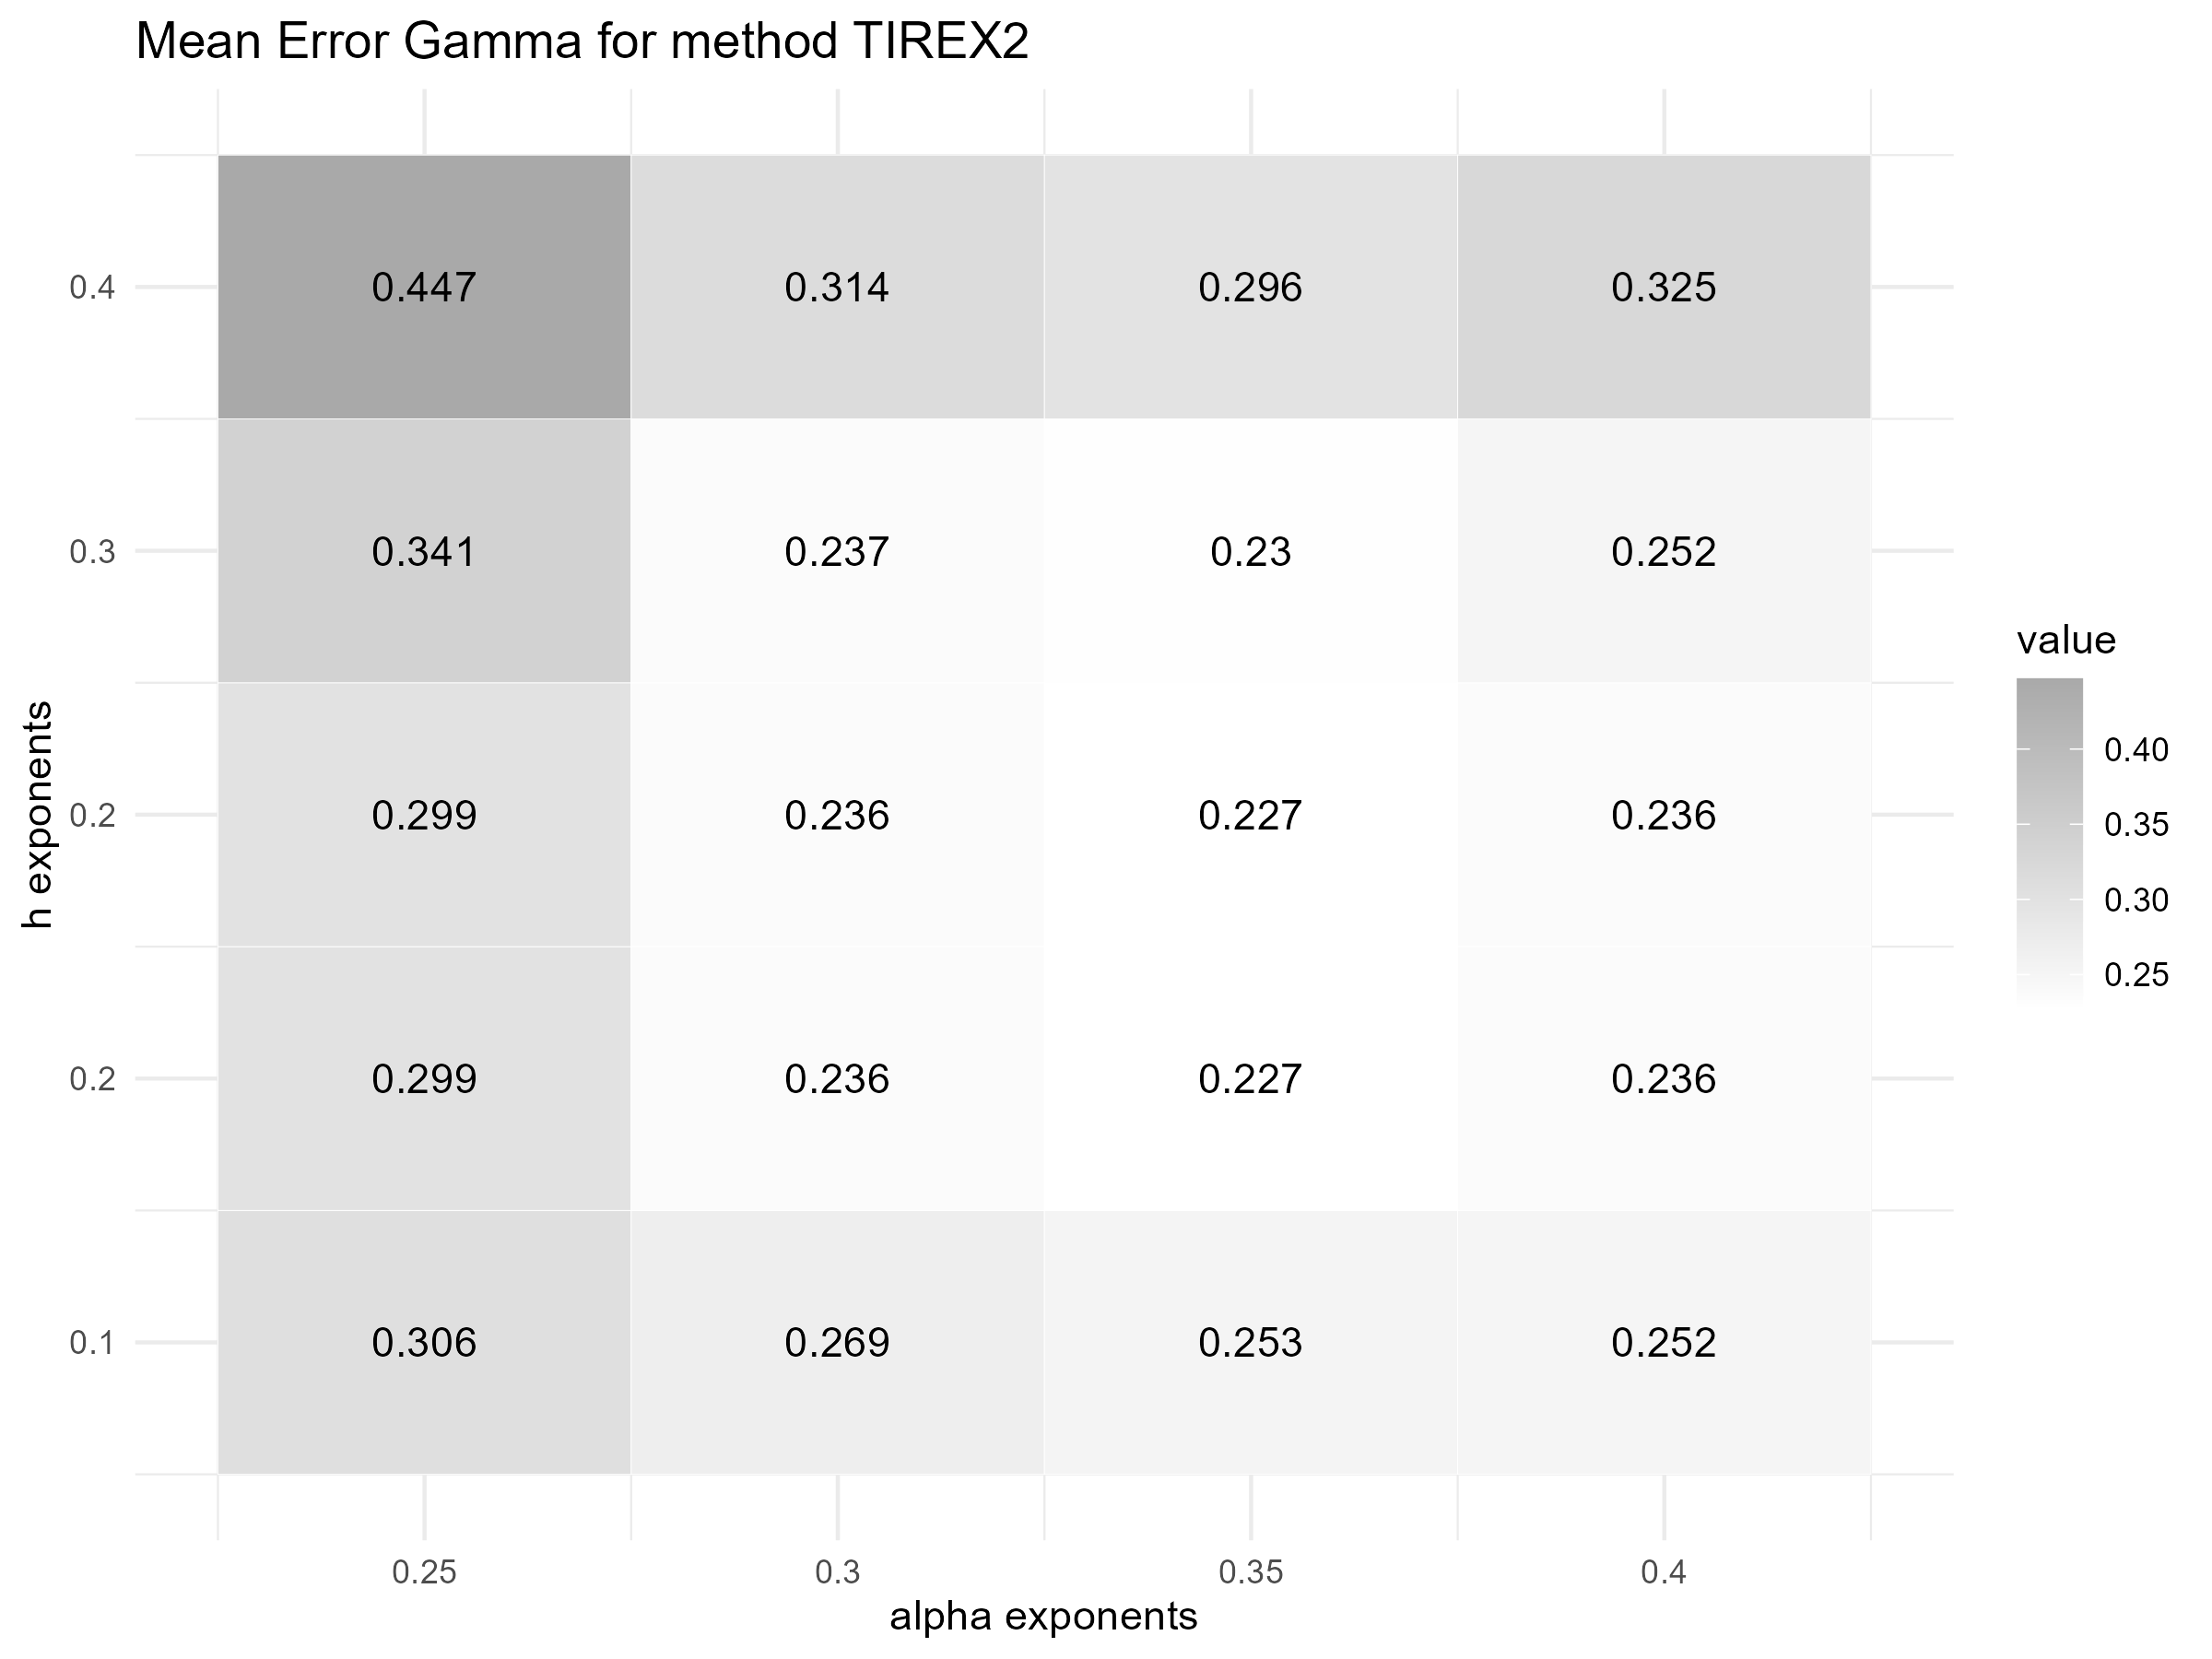 Mean Error Gamma for method TIREX2
h exponents
0.4 0.447 0.314 0.296 0.325
0.3 0.341 0.237 0.23 0.252
0.2 0.299 0.236 0.227 0.236
0.2 0.299 0.236 0.227 0.236
0.1 0.306 0.269 0.253 0.252
0.25 0.3 0.35 0.4
alpha exponents
value
0.40
0.35
0.30
0.25